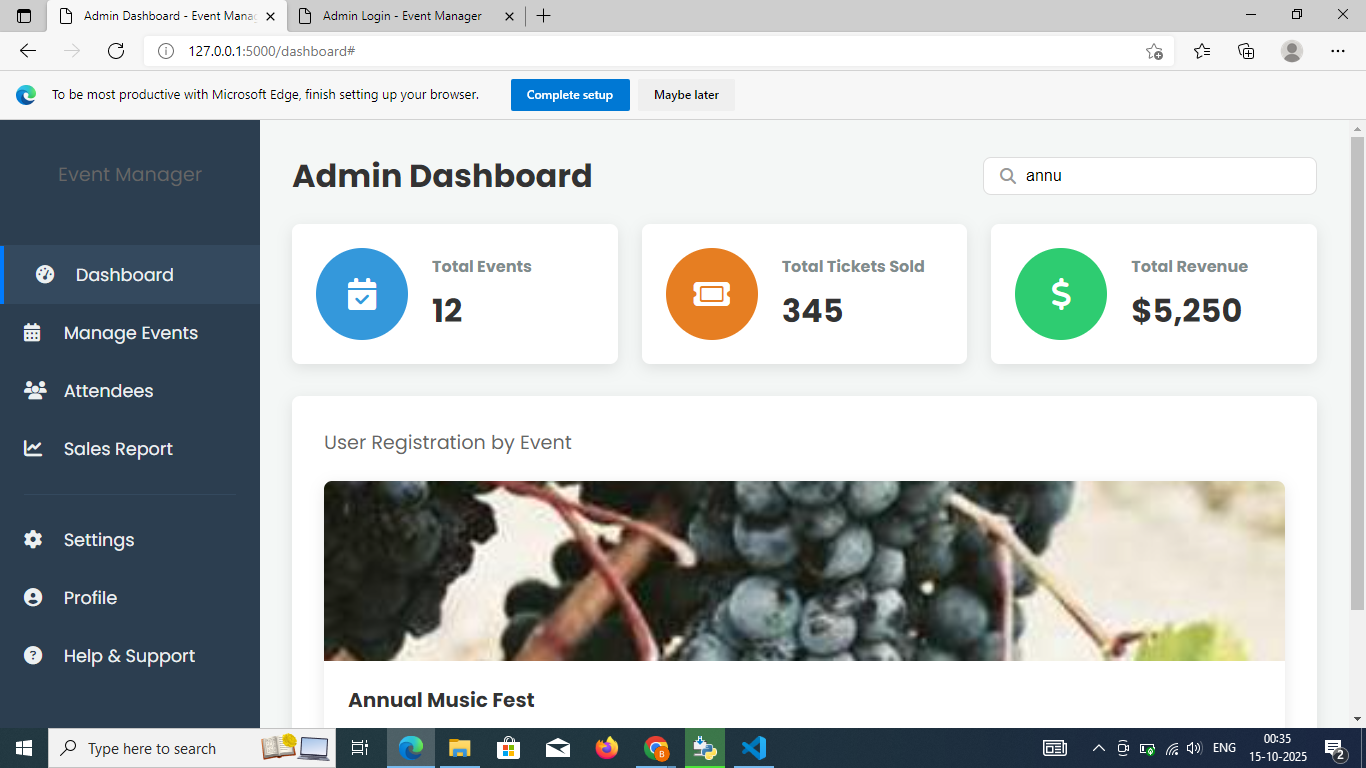 Admin Dashboard - Event Mana
Admin Login - Event Manager
127.0.0.1:5000/dashboard#
To be most productive with Microsoft Edge, finish setting up your browser.
Complete setup
Maybe later
Event Manager
Dashboard
Manage Events
Attendees
Sales Report
Settings
Profile
Help & Support
Admin Dashboard
annu
Total Events
12
Total Tickets Sold
345
Total Revenue
$5,250
User Registration by Event
Annual Music Fest
Type here to search
ENG
00:35
15-10-2025
2